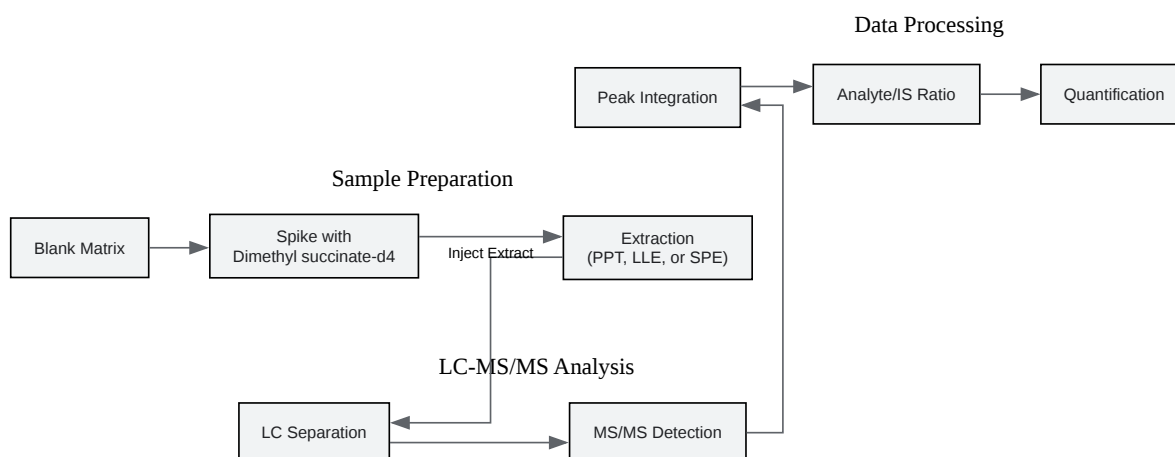 Data Processing
Peak Integration
Analyte/IS Ratio
Quantification
Sample Preparation
Blank Matrix
Spike with
Dimethyl succinate-d4
Inject Extract
Extraction
(PPT, LLE, or SPE)
LC-MS/MS Analysis
LC Separation
MS/MS Detection